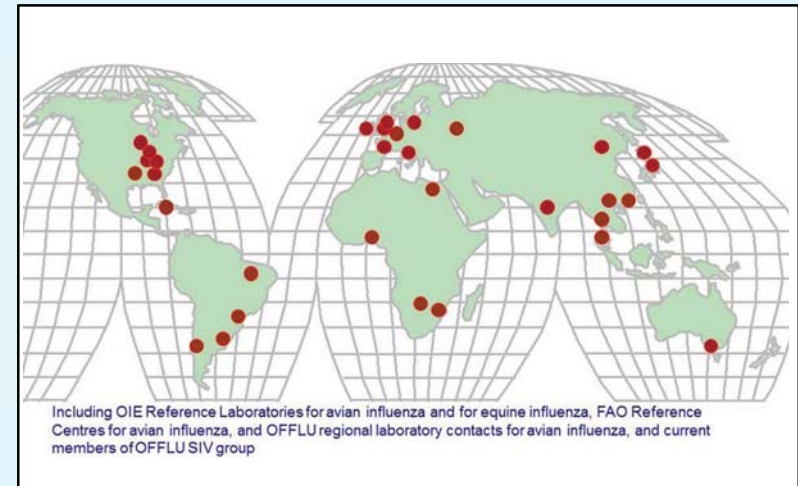 Including OIE Reference Laboratories for avian influenza and for equine influenza, FAO Reference
Centres for avian influenza, and OFFLU regional laboratory contacts for avian influenza, and current
members of OFFLU SIV group